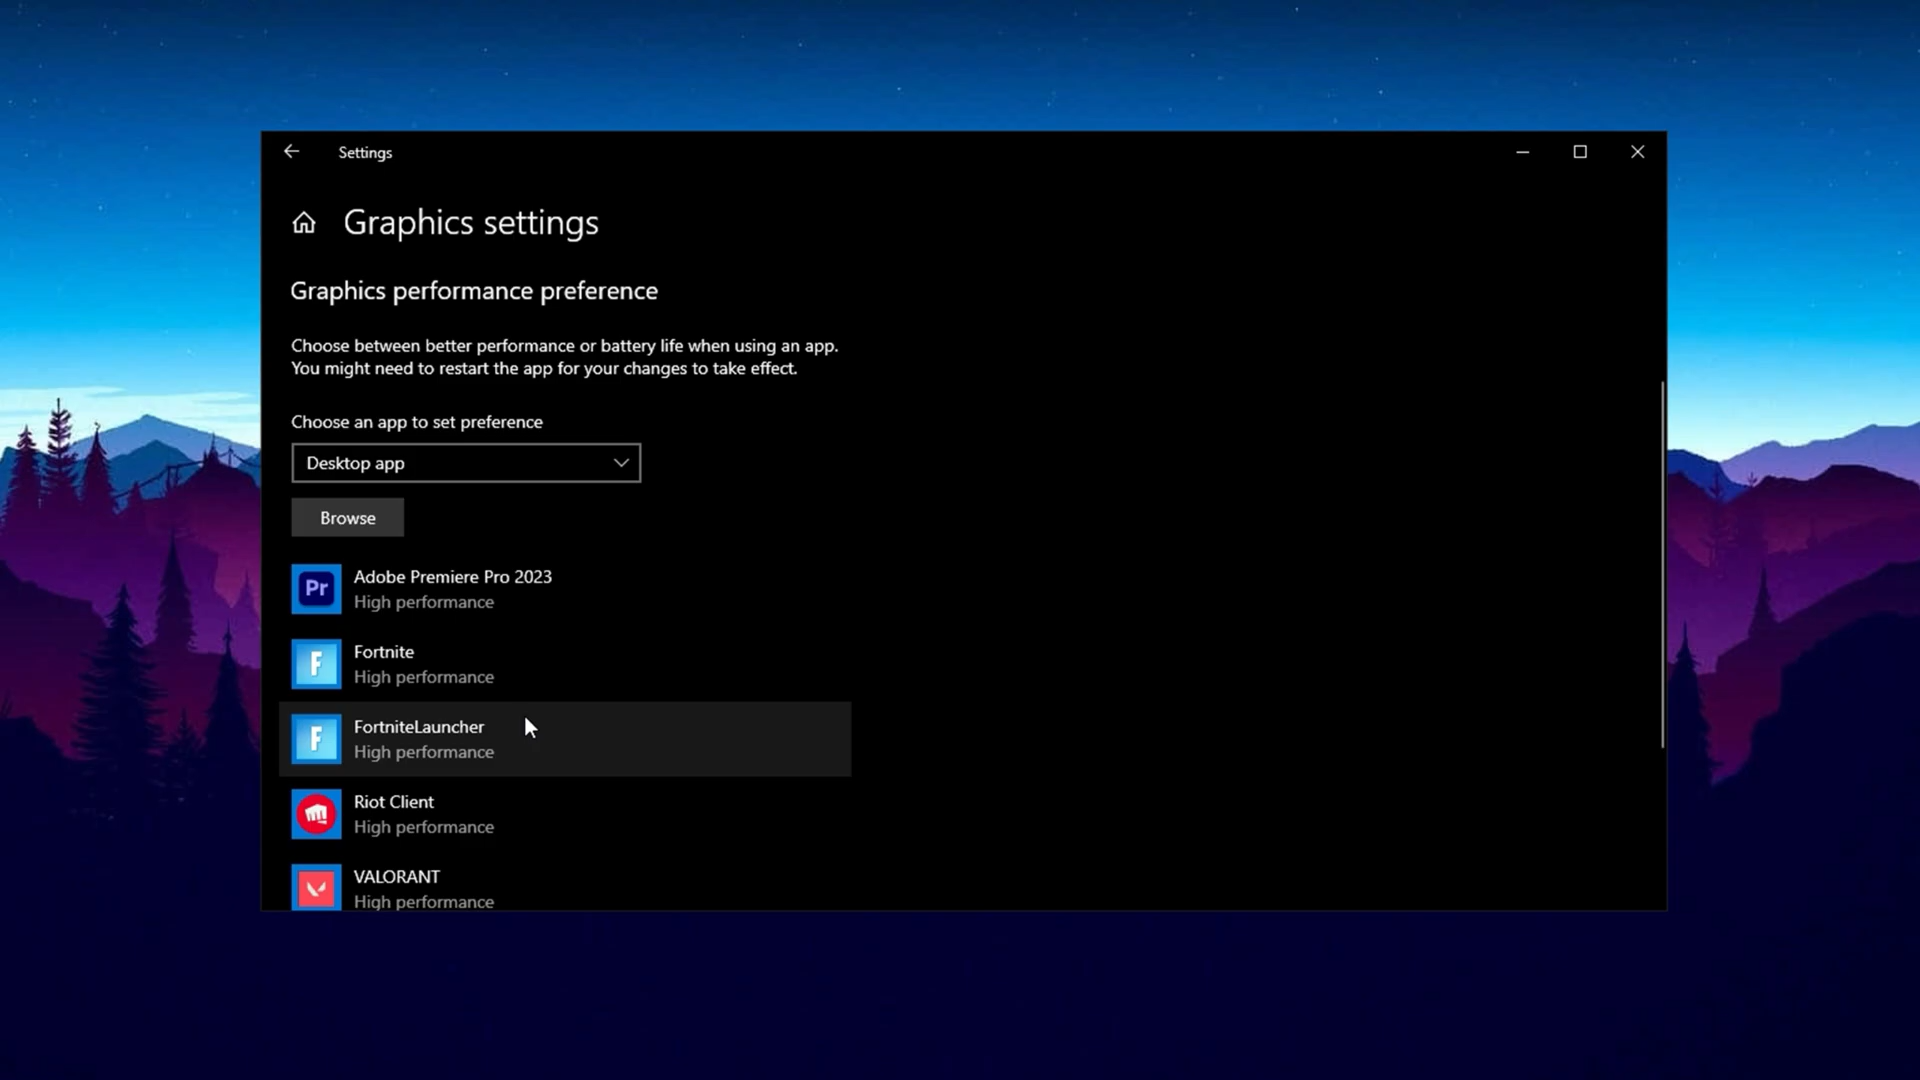 Settings
Graphics settings
Graphics performance preference
Choose between better performance or battery life when using an app.
You might need to restart the app for your changes to take effect.
Choose an app to set preference
Desktop app
Browse
Pr
Adobe Premiere Pro 2023
High performance
F
Fortnite
High performance
F
FortniteLauncher
High performance
Riot Client
High performance
VALORANT
High performance